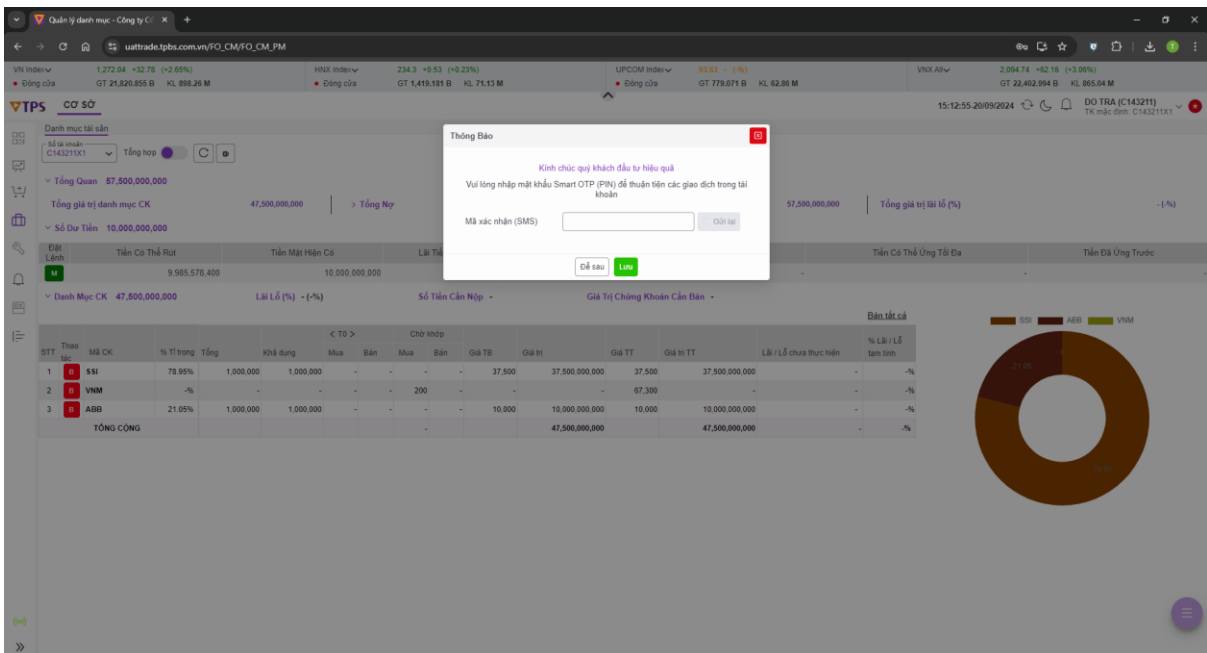 Quản lý danh mục - Công ty Cổ
uattrade.tpbs.com.vn/FO_CM/FO_CM_PM
VN Index 1,272.04 +32.78 (+2.65%) HNX Index 234.3 +0.53 (+0.23%) UPCOM Index 93.63 - (-%) VNX All 2,094.74 +62.16 (+3.06%)
Đóng cửa GT 21,820.855 B KL 898.26 M Đóng cửa GT 1,419.181 B KL 71.13 M Đóng cửa GT 779.071 B KL 62.86 M GT 22,402.994 B KL 865.04 M
TPS CƠ SỞ 15:12:55-20/09/2024 DO TRA (C143211)
TK mặc định: C143211X1
Danh mục tài sản
Số tài khoản
C143211X1 Tổng hợp
Tổng Quan 57,500,000,000
Tổng giá trị danh mục CK 47,500,000,000 > Tổng Nợ 57,500,000,000 Tổng giá trị lãi lỗ (%) - (-%)
Số Dư Tiền 10,000,000,000
Đặt Lệnh Tiền Có Thể Rút Tiền Mặt Hiện Có Lãi Tiề Tiền Có Thể Ứng Tối Đa Tiền Đã Ứng Trước
M 9,985,578,400 10,000,000,000 - - -
Danh Mục CK 47,500,000,000 Lãi Lỗ (%) - (-%) Số Tiền Cần Nộp - Giá Trị Chứng Khoán Cần Bán -
Bán tất cả
< T0 > Chờ khớp
STT Thao tác Mã CK % Tỉ trọng Tổng Khả dụng Mua Bán Mua Bán Giá TB Giá trị Giá TT Giá trị TT Lãi / Lỗ chưa thực hiện % Lãi / Lỗ tạm tính
1 B SSI 78.95% 1,000,000 1,000,000 - - - - 37,500 37,500,000,000 37,500 37,500,000,000 - -%
2 B VNM -% - - - - 200 - - - 67,300 - - -%
3 B ABB 21.05% 1,000,000 1,000,000 - - - - 10,000 10,000,000,000 10,000 10,000,000,000 - -%
TỔNG CỘNG - 47,500,000,000 47,500,000,000 - -%
Thông Báo
Kính chúc quý khách đầu tư hiệu quả
Vui lòng nhập mật khẩu Smart OTP (PIN) để thuận tiện các giao dịch trong tài
khoản
Mã xác nhận (SMS) Gửi lại
Để sau Lưu
SSI ABB VNM
21.05
78.95